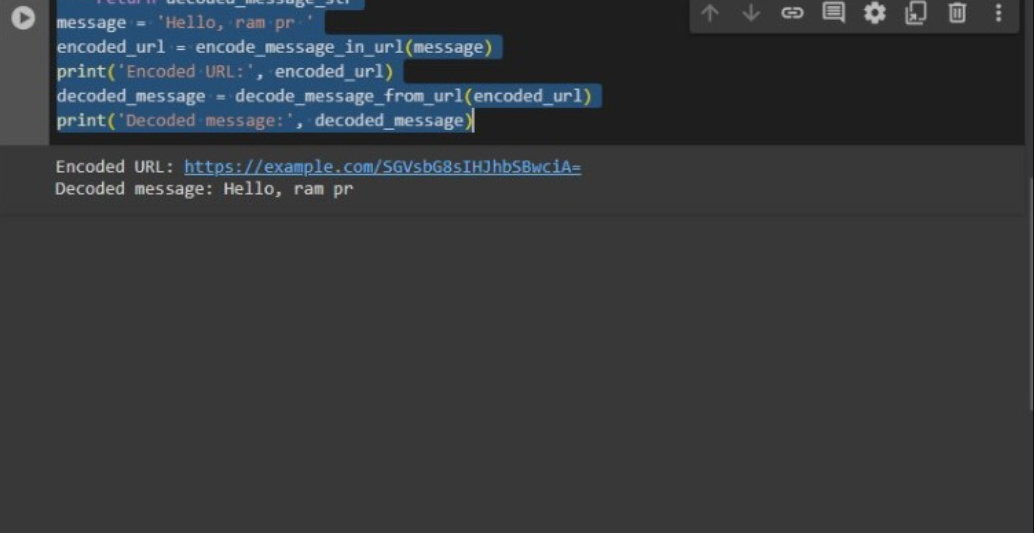 return decoded_message_str
message = 'Hello, ram pr '
encoded_url = encode_message_in_url(message)
print('Encoded URL:', encoded_url)
decoded_message = decode_message_from_url(encoded_url)
print('Decoded message:', decoded_message)
Encoded URL: https://example.com/SGVsbG8sIHJhbSBwciA=
Decoded message: Hello, ram pr